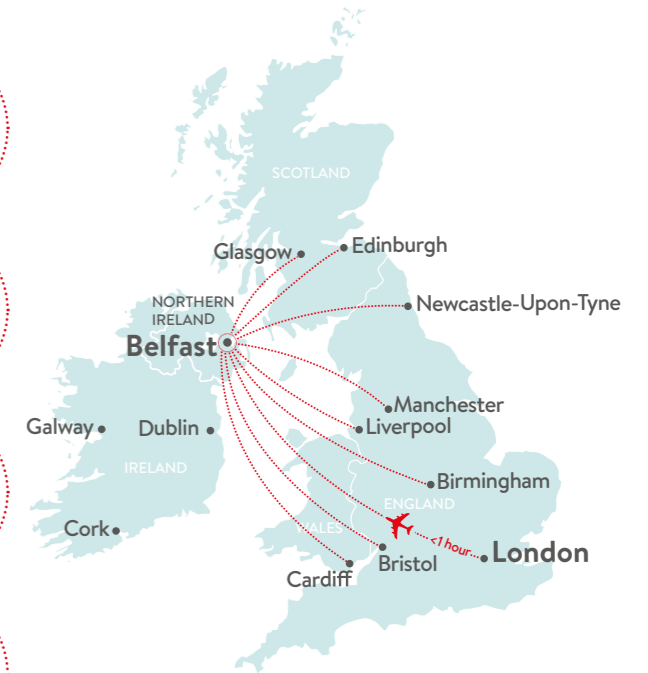 SCOTLAND
Glasgow
Edinburgh
NORTHERN
IRELAND
Newcastle-Upon-Tyne
Belfast
Manchester
Galway
Dublin
Liverpool
IRELAND
Birmingham
ENGLAND
Cork
WALES
<1 hour
London
Bristol
Cardiff